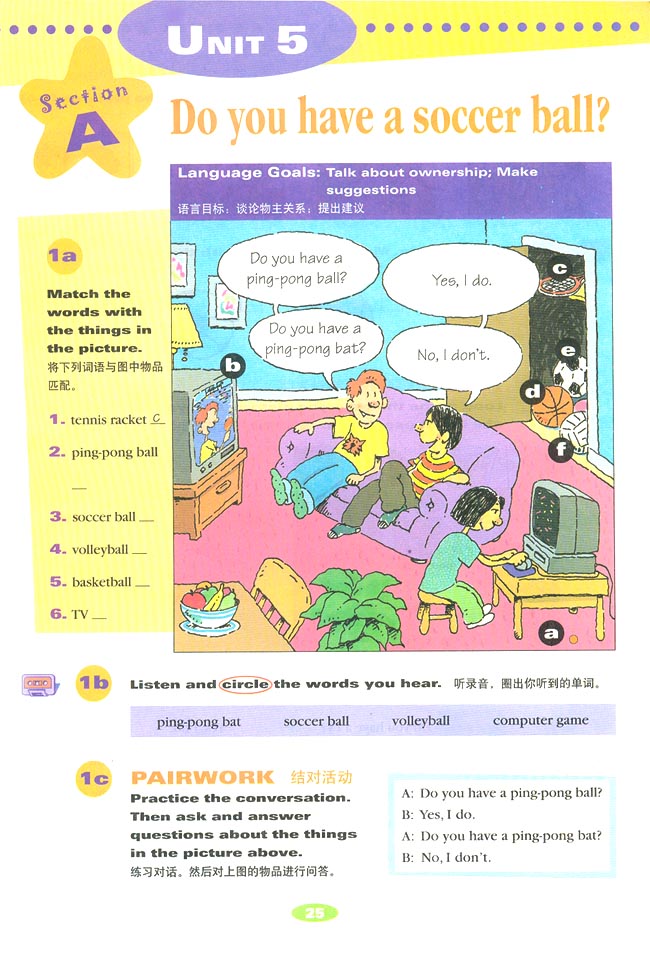 UNIT 5
Section
A
Do you have a soccer ball?
Language Goals: Talk about ownership; Make
suggestions
语言目标：谈论物主关系；提出建议
1a
Match the
words with
the things in
the picture.
将下列词语与图中物品
匹配。
1. tennis racket c
2. ping-pong ball
__
3. soccer ball __
4. volleyball __
5. basketball __
6. TV __
Do you have a
ping-pong ball?
Yes, I do.
Do you have a
ping-pong bat?
No, I don't.
c
b
e
d
f
a
1b
Listen and circle the words you hear. 听录音，圈出你听到的单词。
ping-pong bat soccer ball volleyball computer game
1c
PAIRWORK 结对活动
Practice the conversation.
Then ask and answer
questions about the things
in the picture above.
练习对话。然后对上图的物品进行问答。
A: Do you have a ping-pong ball?
B: Yes, I do.
A: Do you have a ping-pong bat?
B: No, I don't.
25